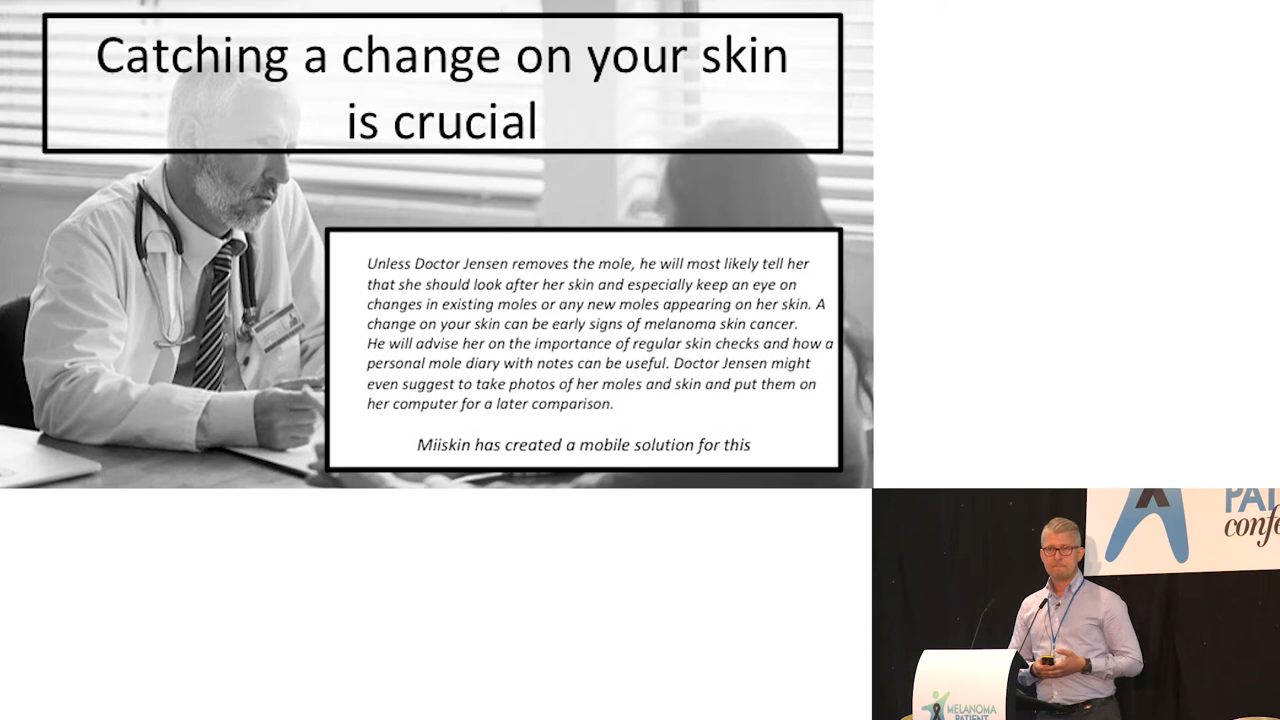 Catching a change on your skin
is crucial
Unless Doctor Jensen removes the mole, he will most likely tell her
that she should look after her skin and especially keep an eye on
changes in existing moles or any new moles appearing on her skin. A
change on your skin can be early signs of melanoma skin cancer.
He will advise her on the importance of regular skin checks and how a
personal mole diary with notes can be useful. Doctor Jensen might
even suggest to take photos of her moles and skin and put them on
her computer for a later comparison.
Miiskin has created a mobile solution for this
MELANOMA
PATIENT